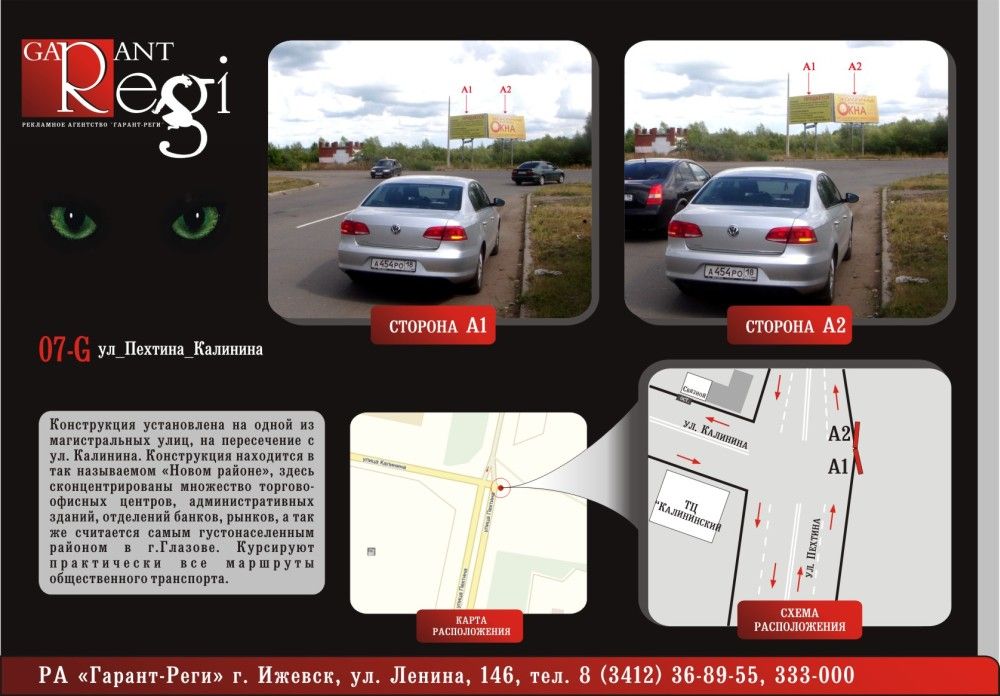 GARANT
Regi
РЕКЛАМНОЕ АГЕНТСТВО "ГАРАНТ-РЕГИ"
A1 A2
ОКНА
А454РО 18
СТОРОНА А1
A1 A2
ОКНА
А454РО 18
СТОРОНА А2
07-G ул_Пехтина_Калинина
Конструкция установлена на одной из
магистральных улиц, на пересечение с
ул. Калинина. Конструкция находится в
так называемом «Новом районе», здесь
сконцентрированы множество торгово-
офисных центров, административных
зданий, отделений банков, рынков, а так
же считается самым густонаселенным
районом в г.Глазове. Курсируют
практически все маршруты
общественного транспорта.
улица Калинина
улица Пехтина
улица Пехтина
КАРТА
РАСПОЛОЖЕНИЯ
Связной
ул. Калинина
А2
А1
ТЦ
"Калининский
ул. Пехтина
СХЕМА
РАСПОЛОЖЕНИЯ
РА «Гарант-Реги» г. Ижевск, ул. Ленина, 146, тел. 8 (3412) 36-89-55, 333-000